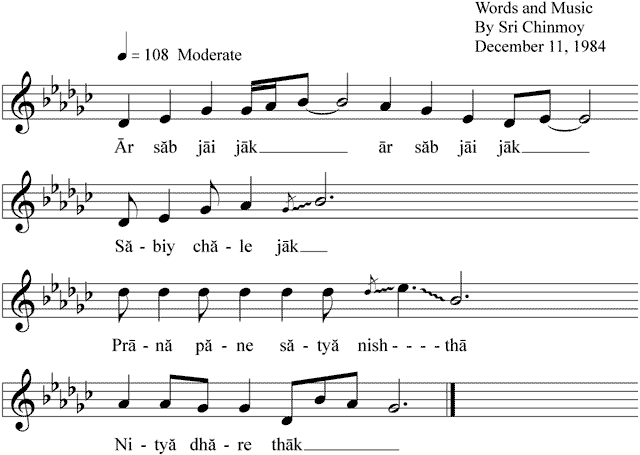 Words and Music
By Sri Chinmoy
December 11, 1984
= 108 Moderate
Ār săb jāi jāk ār săb jāi jāk
Să - biy chă - le jāk
Prā - nă pă - ne să - tyă nish - - - - thā
Ni - tyă dhă - re thāk